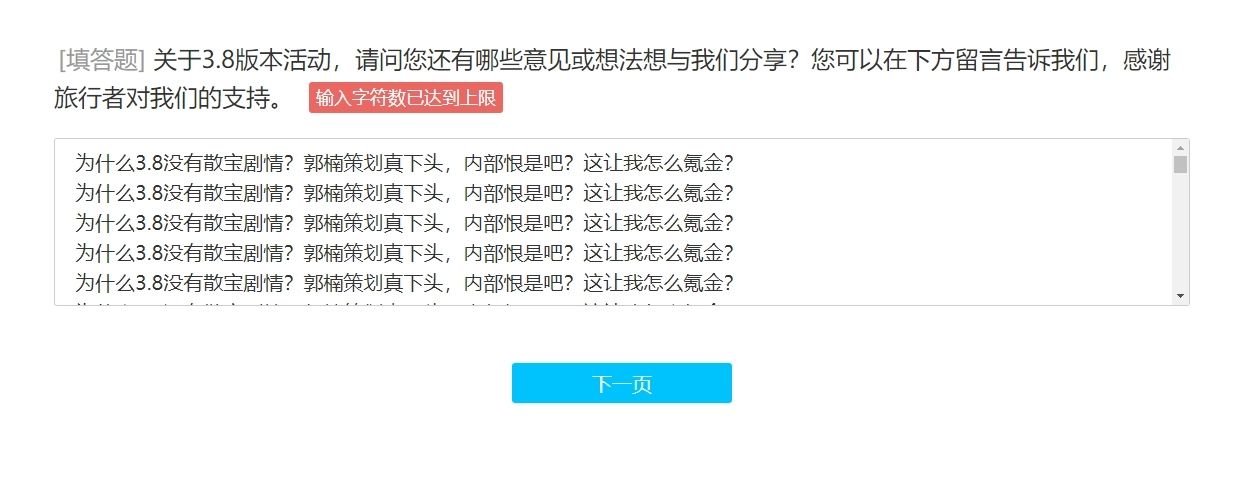 [填答题] 关于3.8版本活动，请问您还有哪些意见或想法想与我们分享？您可以在下方留言告诉我们，感谢
旅行者对我们的支持。 输入字符数已达到上限
为什么3.8没有散宝剧情？郭楠策划真下头，内部恨是吧？这让我怎么氪金？
为什么3.8没有散宝剧情？郭楠策划真下头，内部恨是吧？这让我怎么氪金？
为什么3.8没有散宝剧情？郭楠策划真下头，内部恨是吧？这让我怎么氪金？
为什么3.8没有散宝剧情？郭楠策划真下头，内部恨是吧？这让我怎么氪金？
为什么3.8没有散宝剧情？郭楠策划真下头，内部恨是吧？这让我怎么氪金？
下一页